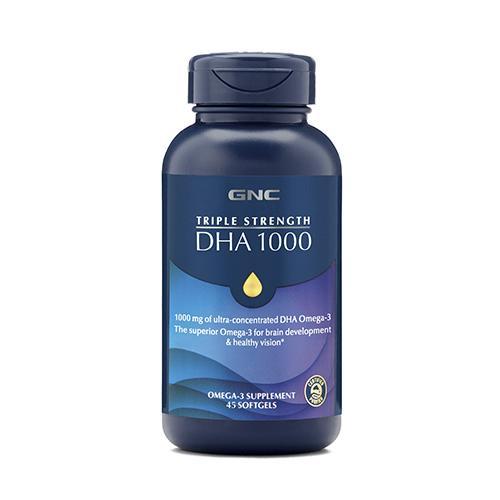 GNC
TRIPLE STRENGTH
DHA 1000
1000 mg of ultra-concentrated DHA Omega-3
The superior Omega-3 for brain development
& healthy vision*
OMEGA-3 SUPPLEMENT
45 SOFTGELS